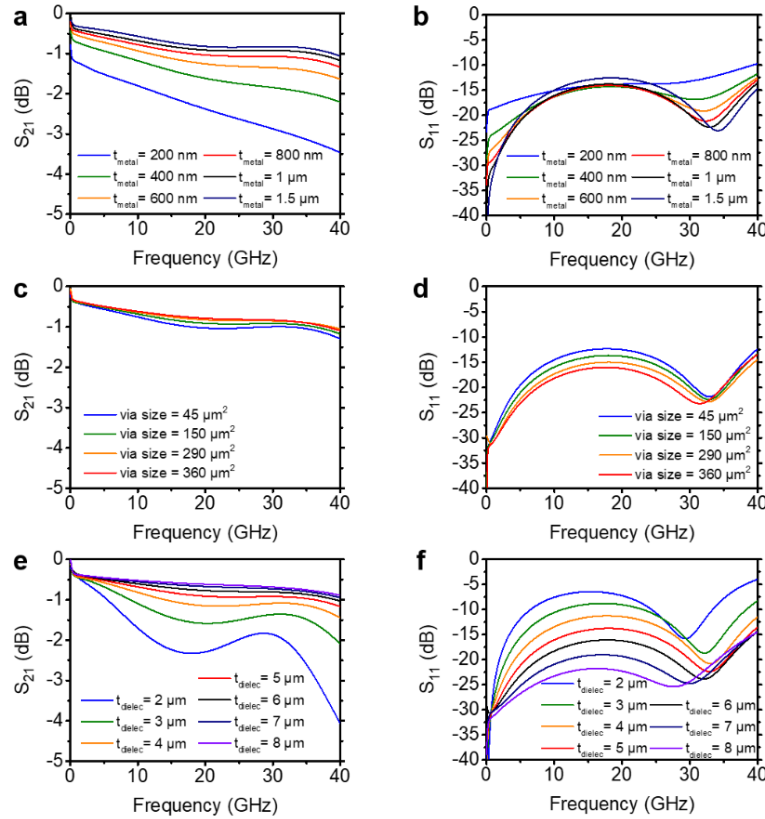 a
S21 (dB)
0
-1
-2
-3
-4
-5
tmetal = 200 nm
tmetal = 400 nm
tmetal = 600 nm
tmetal = 800 nm
tmetal = 1 µm
tmetal = 1.5 µm
0 10 20 30 40
Frequency (GHz)
b
S11 (dB)
0
-5
-10
-15
-20
-25
-30
-35
-40
tmetal = 200 nm
tmetal = 400 nm
tmetal = 600 nm
tmetal = 800 nm
tmetal = 1 µm
tmetal = 1.5 µm
0 10 20 30 40
Frequency (GHz)
c
S21 (dB)
0
-1
-2
-3
-4
-5
via size = 45 µm²
via size = 150 µm²
via size = 290 µm²
via size = 360 µm²
0 10 20 30 40
Frequency (GHz)
d
S11 (dB)
0
-5
-10
-15
-20
-25
-30
-35
-40
via size = 45 µm²
via size = 150 µm²
via size = 290 µm²
via size = 360 µm²
0 10 20 30 40
Frequency (GHz)
e
S21 (dB)
0
-1
-2
-3
-4
-5
tdielec = 2 µm
tdielec = 3 µm
tdielec = 4 µm
tdielec = 5 µm
tdielec = 6 µm
tdielec = 7 µm
tdielec = 8 µm
0 10 20 30 40
Frequency (GHz)
f
S11 (dB)
0
-5
-10
-15
-20
-25
-30
-35
-40
tdielec = 2 µm
tdielec = 3 µm
tdielec = 4 µm
tdielec = 5 µm
tdielec = 6 µm
tdielec = 7 µm
tdielec = 8 µm
0 10 20 30 40
Frequency (GHz)